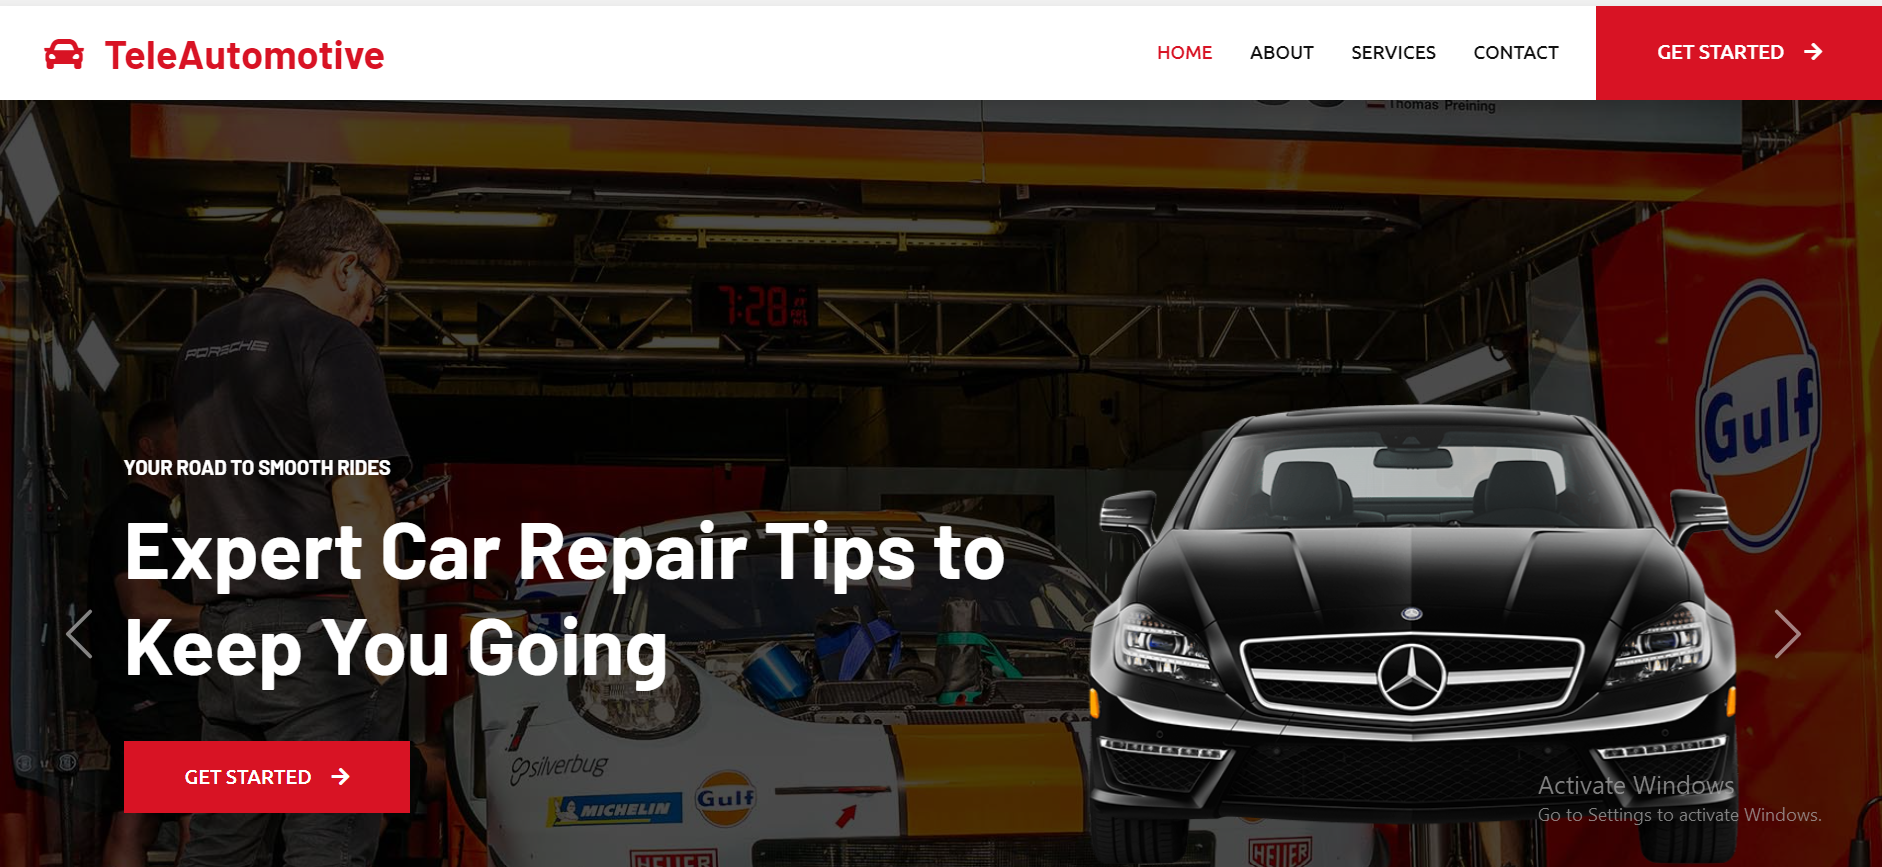 TeleAutomotive
HOME ABOUT SERVICES CONTACT GET STARTED
Thomas Preining
7:28
PORSCHE
Gulf
YOUR ROAD TO SMOOTH RIDES
Expert Car Repair Tips to
Keep You Going
GET STARTED
silverbug
MICHELIN
Gulf
HEUER
HEUER
Activate Windows
Go to Settings to activate Windows.